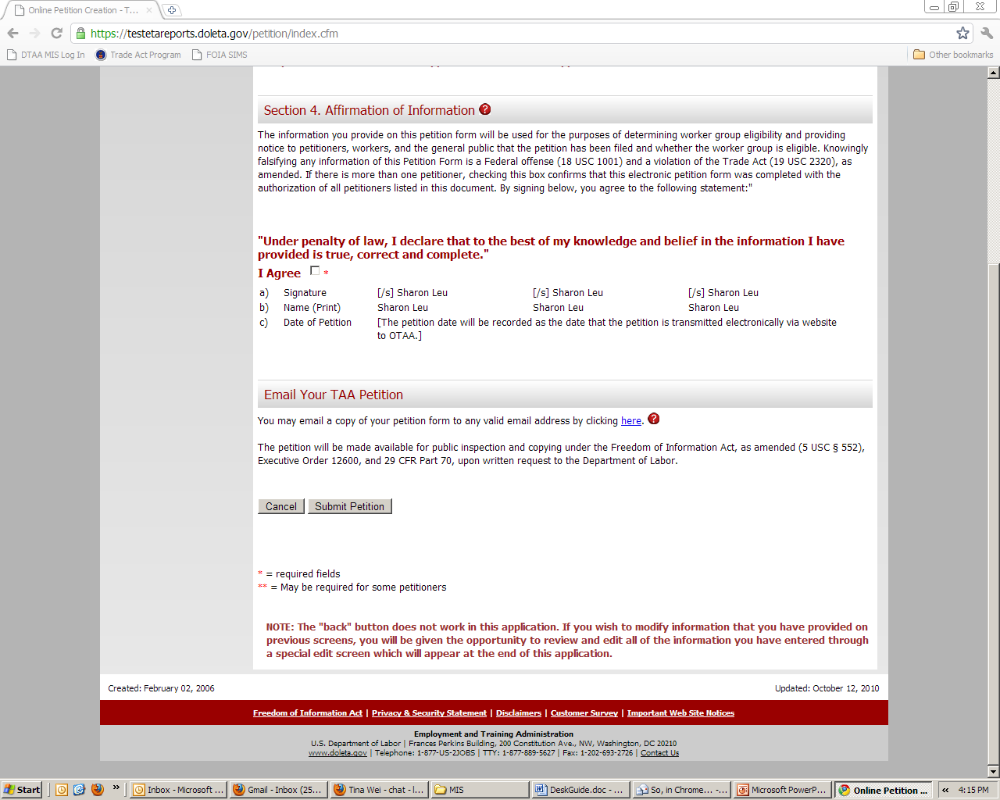 Online Petition Creation - T...
https://testetareports.doleta.gov/petition/index.cfm
DTAA MIS Log In Trade Act Program FOIA SIMS Other bookmarks
Section 4. Affirmation of Information
The information you provide on this petition form will be used for the purposes of determining worker group eligibility and providing
notice to petitioners, workers, and the general public that the petition has been filed and whether the worker group is eligible. Knowingly
falsifying any information of this Petition Form is a Federal offense (18 USC 1001) and a violation of the Trade Act (19 USC 2320), as
amended. If there is more than one petitioner, checking this box confirms that this electronic petition form was completed with the
authorization of all petitioners listed in this document. By signing below, you agree to the following statement:"
"Under penalty of law, I declare that to the best of my knowledge and belief in the information I have
provided is true, correct and complete."
I Agree *
a) Signature [/s] Sharon Leu [/s] Sharon Leu [/s] Sharon Leu
b) Name (Print) Sharon Leu Sharon Leu Sharon Leu
c) Date of Petition [The petition date will be recorded as the date that the petition is transmitted electronically via website
to OTAA.]
Email Your TAA Petition
You may email a copy of your petition form to any valid email address by clicking here.
The petition will be made available for public inspection and copying under the Freedom of Information Act, as amended (5 USC § 552),
Executive Order 12600, and 29 CFR Part 70, upon written request to the Department of Labor.
Cancel Submit Petition
* = required fields
** = May be required for some petitioners
NOTE: The "back" button does not work in this application. If you wish to modify information that you have provided on
previous screens, you will be given the opportunity to review and edit all of the information you have entered through
a special edit screen which will appear at the end of this application.
Created: February 02, 2006 Updated: October 12, 2010
Freedom of Information Act | Privacy & Security Statement | Disclaimers | Customer Survey | Important Web Site Notices
Employment and Training Administration
U.S. Department of Labor | Frances Perkins Building, 200 Constitution Ave., NW, Washington, DC 20210
www.doleta.gov | Telephone: 1-877-US-2JOBS | TTY: 1-877-889-5627 | Fax: 1-202-693-2726 | Contact Us
Start Inbox - Microsoft ... Gmail - Inbox (25... Tina Wei - chat - l... MIS DeskGuide.doc - ... So, in Chrome... -... Microsoft PowerP... Online Petition ... 4:15 PM